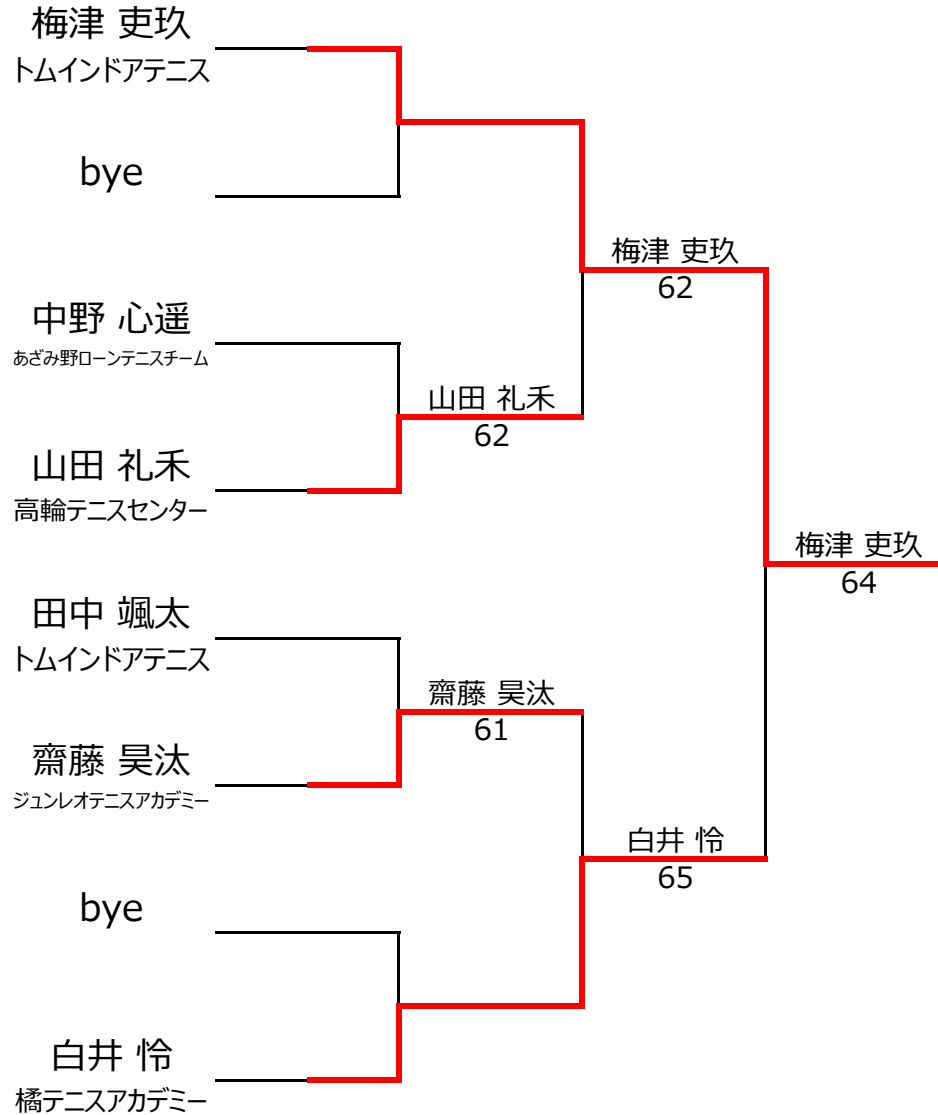 梅津 吏玖
トムインドアテニス
bye
梅津 吏玖
62
中野 心遥
あざみ野ローンテニスチーム
山田 礼禾
62
山田 礼禾
高輪テニスセンター
梅津 吏玖
64
田中 颯太
トムインドアテニス
齋藤 昊汰
61
齋藤 昊汰
ジュンレオテニスアカデミー
白井 怜
65
bye
白井 怜
橘テニスアカデミー